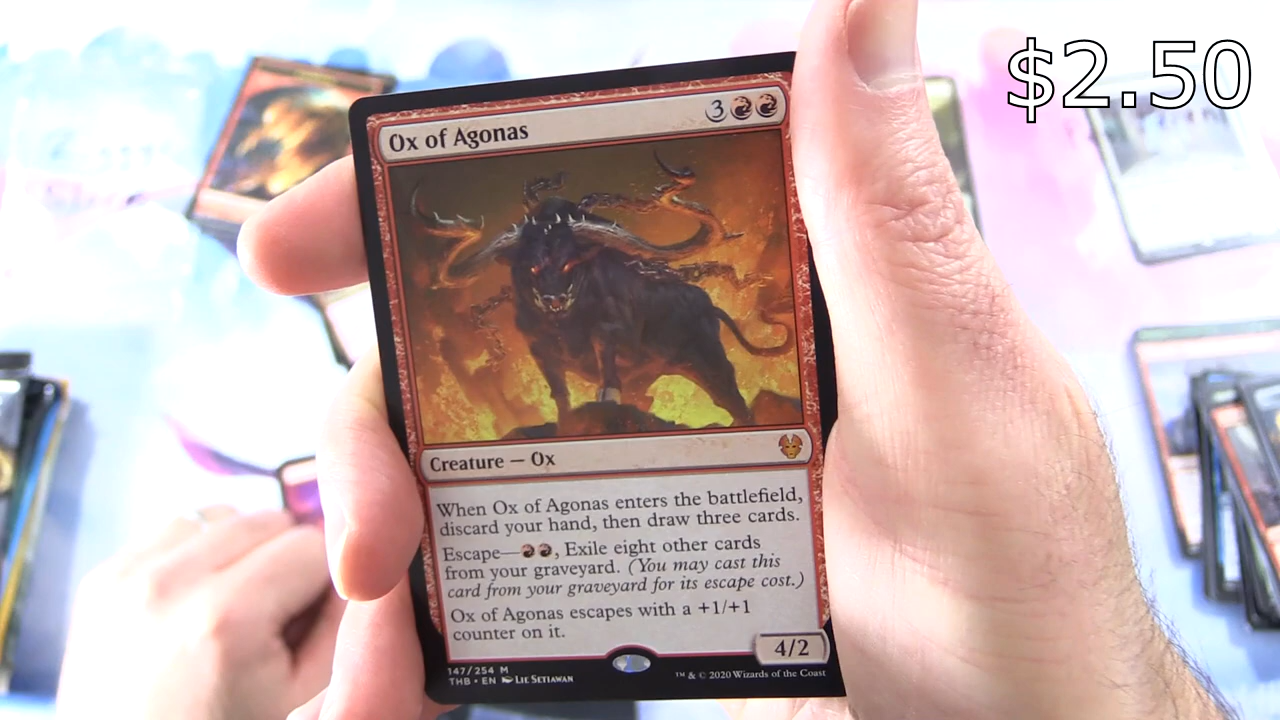 $2.50
Ox of Agonas
3
Creature — Ox
When Ox of Agonas enters the battlefield,
discard your hand, then draw three cards.
Escape—, Exile eight other cards
from your graveyard. (You may cast this
card from your graveyard for its escape cost.)
Ox of Agonas escapes with a +1/+1
counter on it.
4/2
147/254 M
THB • EN Lie Setiawan
™ & © 2020 Wizards of the Coast